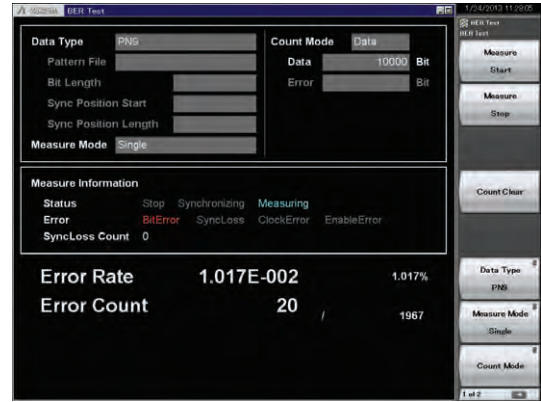 BER Test
1/24/2013 11:29:05
Data Type PN9
Pattern File
Bit Length
Sync Position Start
Sync Position Length
Measure Mode Single
Count Mode Data
Data 10000 Bit
Error Bit
Measure Information
Status Stop Synchronizing Measuring
Error BitError SyncLoss ClockError EnableError
SyncLoss Count 0
Error Rate 1.017E-002 1.017%
Error Count 20 / 1967
BER Test
BER Test
Measure
Start
Measure
Stop
Count Clear
Data Type
PN9
Measure Mode
Single
Count Mode
1 of 2